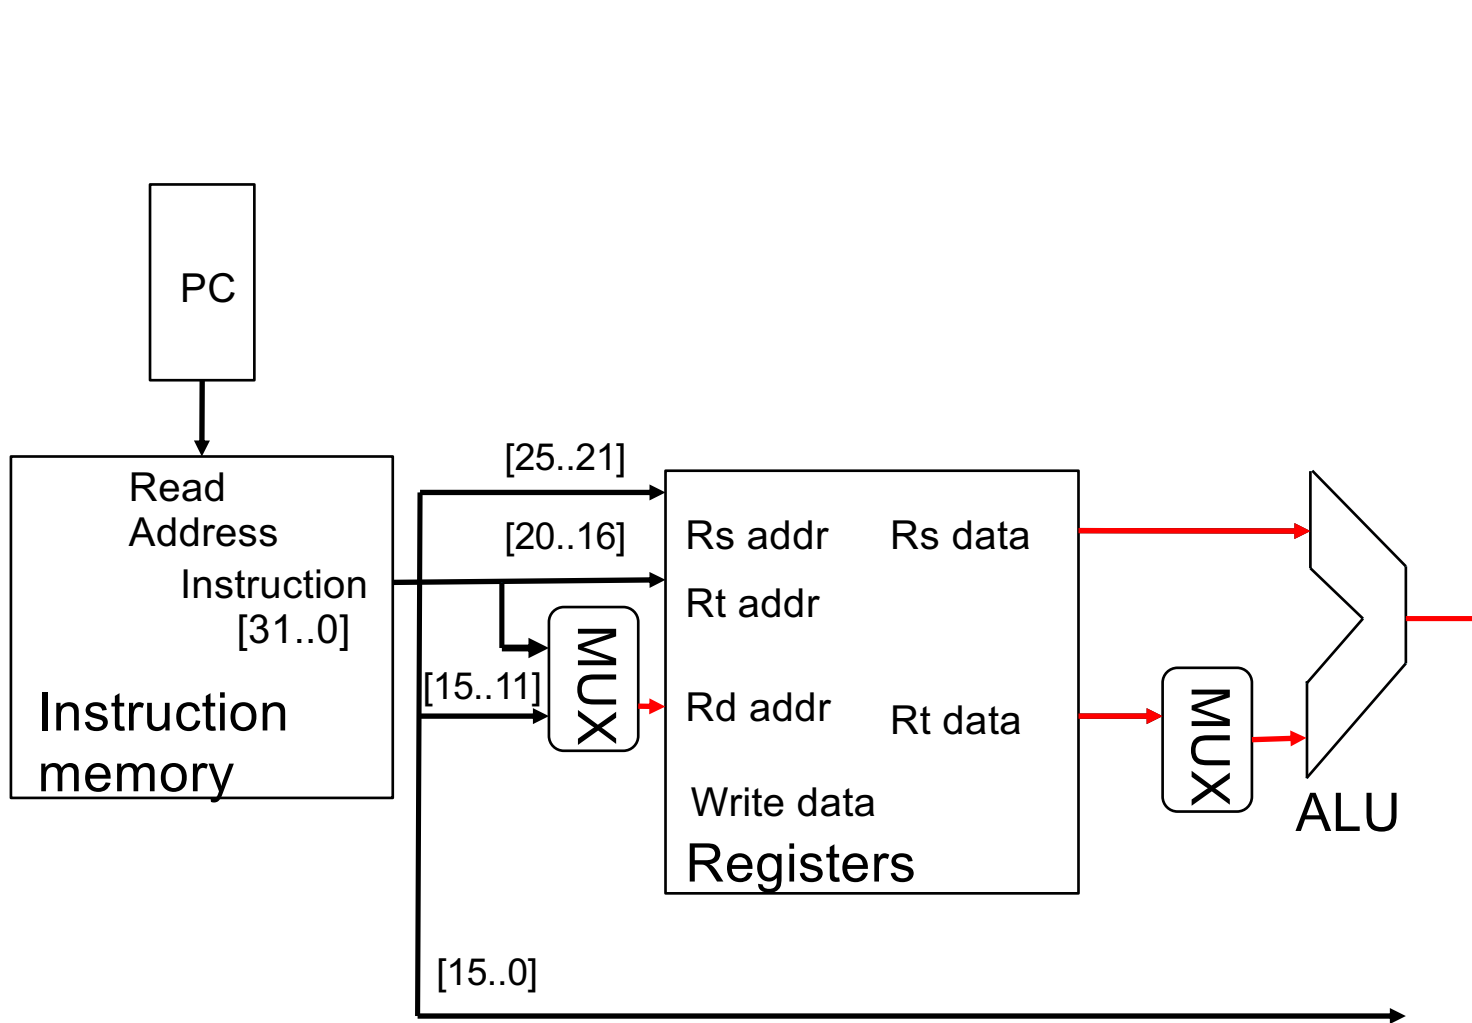 PC
Read
Address
Instruction
[31..0]
Instruction
memory
[25..21]
[20..16]
[15..11]
MUX
Rs addr
Rs data
Rt addr
Rd addr
Rt data
Write data
Registers
MUX
ALU
[15..0]